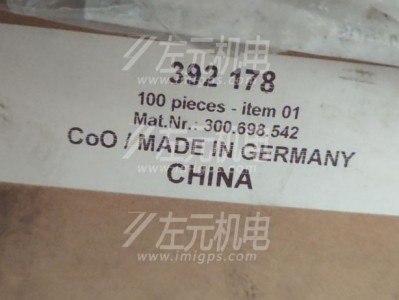 左元机电
www.imigps.com
392 178
100 pieces - item 01
Mat.Nr.: 300.698.542
CoO / MADE IN GERMANY
CHINA
左元机电
www.imigps.com